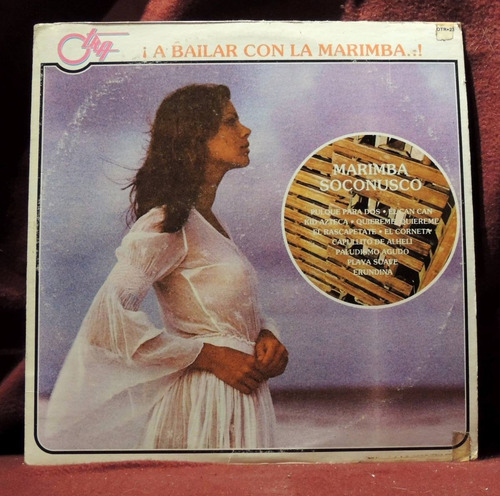 ¡ A BAILAR CON LA MARIMBA..!
MARIMBA
SOCONUSCO
PULQUE PARA DOS • EL CAN CAN
KID AZTECA • QUIEREME, QUIEREME
EL RASCAPETATE • EL CORNETA
CAPULLITO DE ALHELI
PALUDISMO AGUDO
PLAYA SUAVE
ERUNDINA